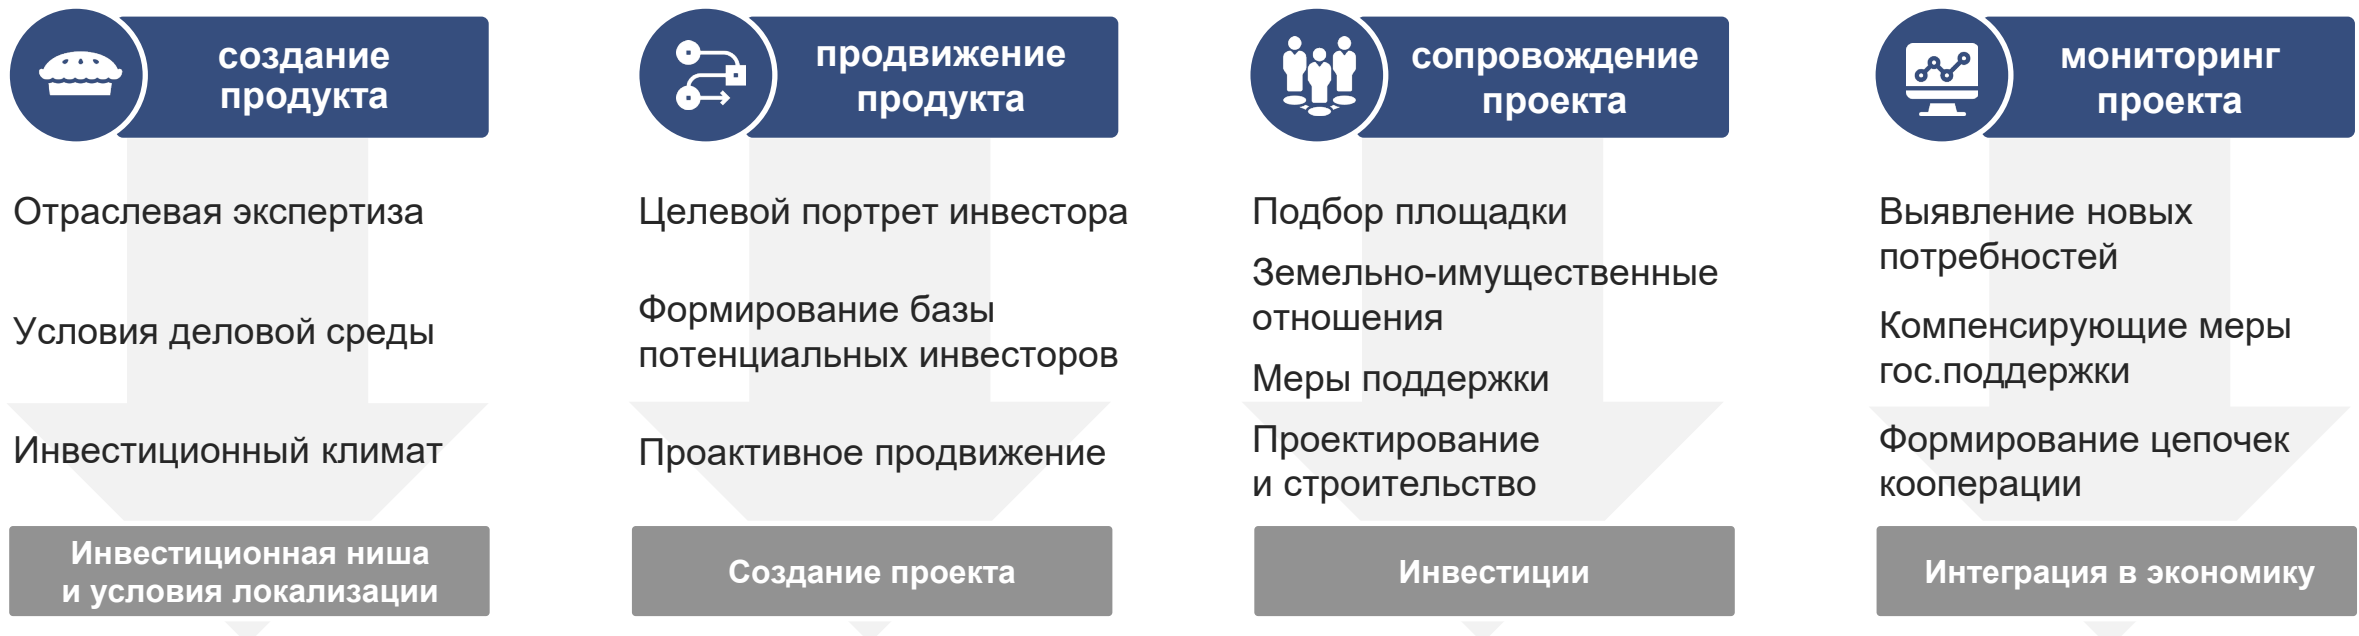 создание
продукта
Отраслевая экспертиза
Условия деловой среды
Инвестиционный климат
Инвестиционная ниша
и условия локализации
продвижение
продукта
Целевой портрет инвестора
Формирование базы
потенциальных инвесторов
Проактивное продвижение
Создание проекта
сопровождение
проекта
Подбор площадки
Земельно-имущественные
отношения
Меры поддержки
Проектирование
и строительство
Инвестиции
мониторинг
проекта
Выявление новых
потребностей
Компенсирующие меры
гос.поддержки
Формирование цепочек
кооперации
Интеграция в экономику